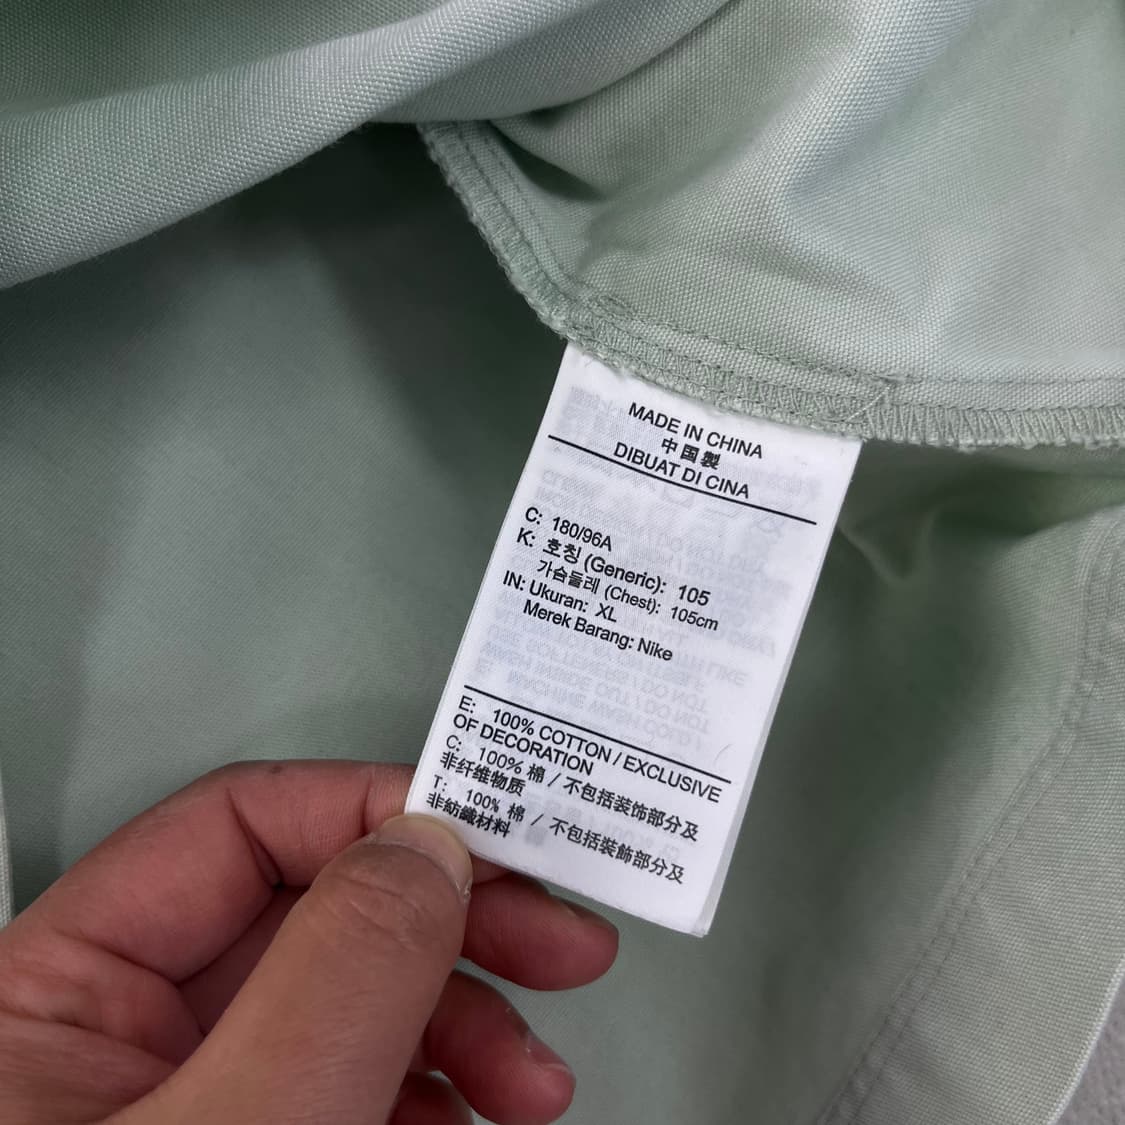 MADE IN CHINA
中国製
DIBUAT DI CINA
C: 180/96A
K: 호칭 (Generic): 105
가슴둘레 (Chest): 105cm
IN: Ukuran: XL
Merek Barang: Nike
E: 100% COTTON / EXCLUSIVE
OF DECORATION
C: 100% 棉 / 不包括装饰部分及
非纤维物质
T: 100% 棉 / 不包括裝飾部分及
非紡織材料